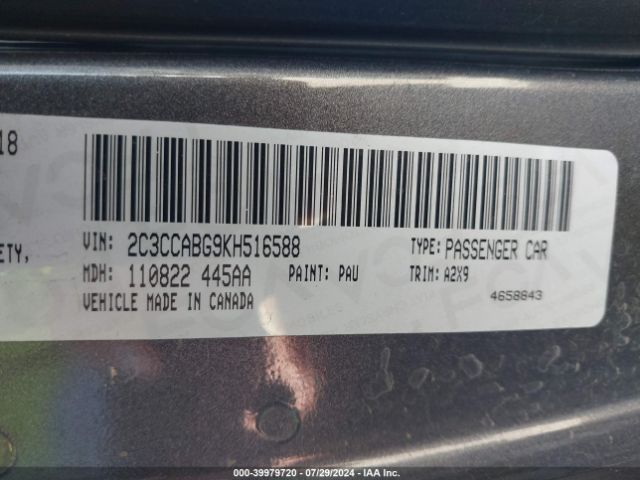 18
VIN: 2C3CCABG9KH516588
TYPE: PASSENGER CAR
ETY,
MDH: 110822 445AA
PAINT: PAU
TRIM: A2X9
VEHICLE MADE IN CANADA
4658843
000-39979720 - 07/29/2024 - IAA Inc.